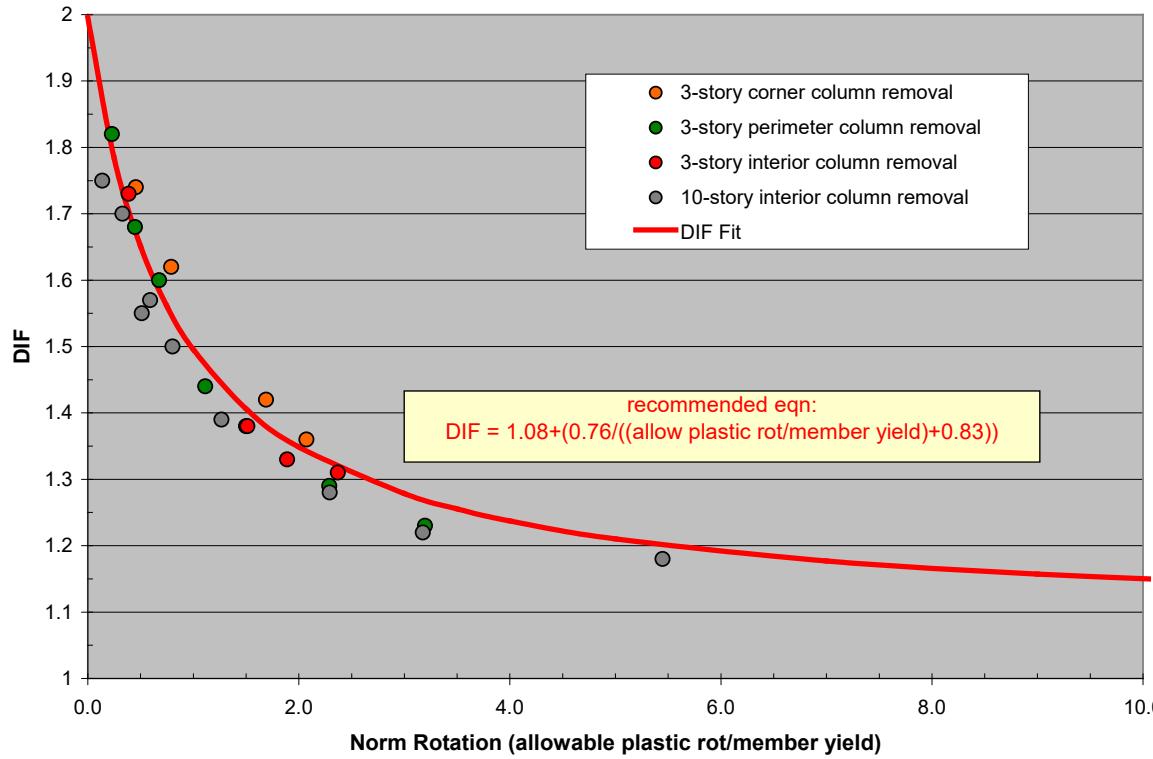 2
1.9
1.8
1.7
1.6
1.5
1.4
1.3
1.2
1.1
1
DIF
3-story corner column removal
3-story perimeter column removal
3-story interior column removal
10-story interior column removal
DIF Fit
recommended eqn:
DIF = 1.08+(0.76/((allow plastic rot/member yield)+0.83))
0.0 2.0 4.0 6.0 8.0 10.
Norm Rotation (allowable plastic rot/member yield)